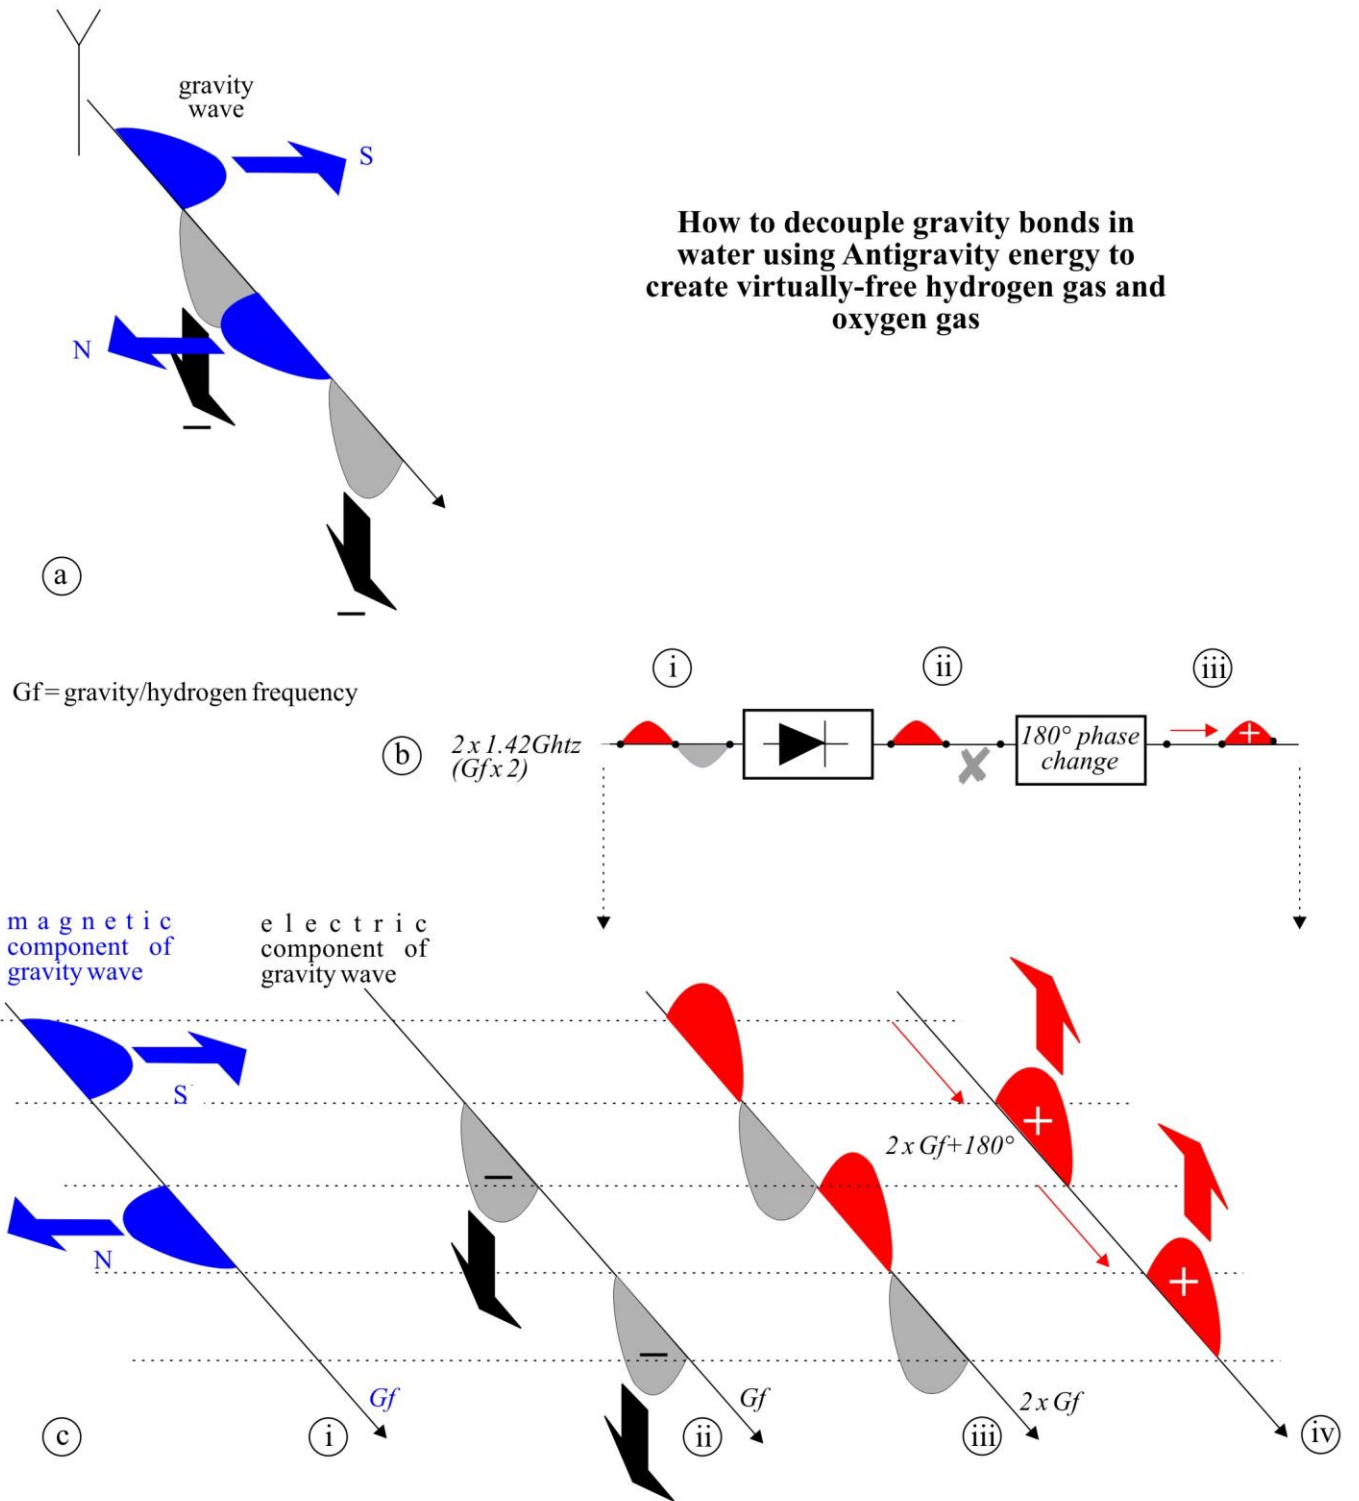 gravity
wave
S
How to decouple gravity bonds in
water using Antigravity energy to
create virtually-free hydrogen gas and
oxygen gas
N
—
—
a
i
ii
iii
Gf=gravity/hydrogen frequency
b
2 x 1.42Ghtz
(Gf x 2)
180° phase
change
+
magnetic
component of
gravity wave
electric
component of
gravity wave
S
+
2 x Gf+180°
—
N
+
—
Gf
Gf
2 x Gf
c
i
ii
iii
iv